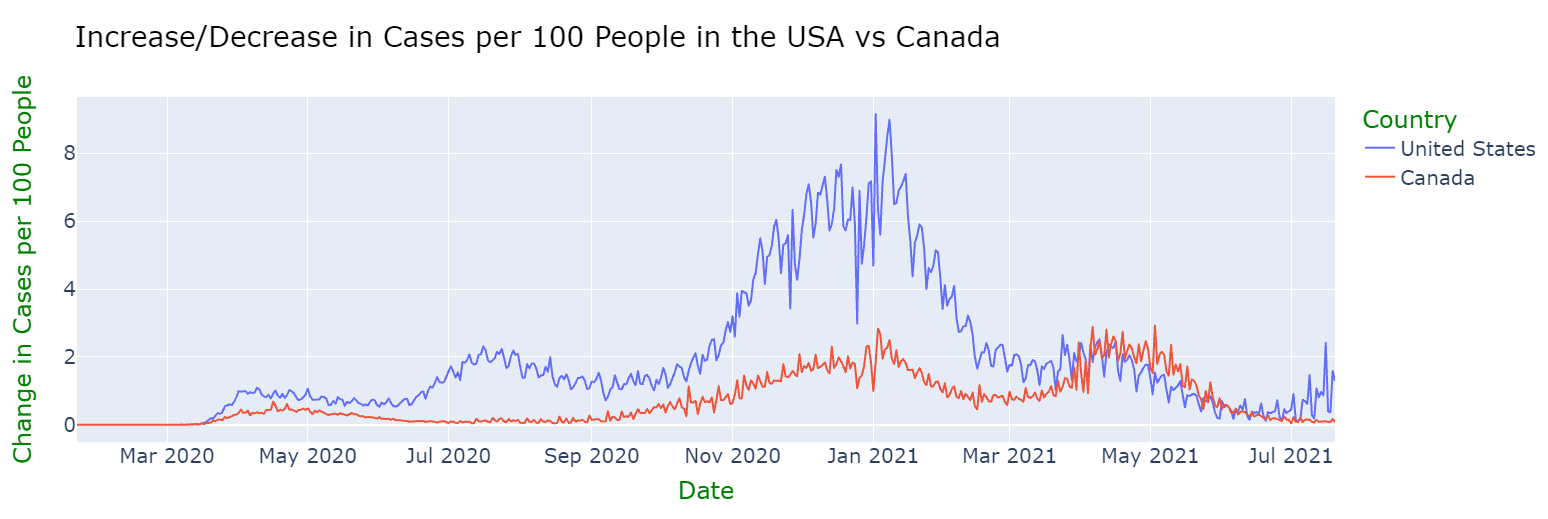 Increase/Decrease in Cases per 100 People in the USA vs Canada
Change in Cases per 100 People
8
6
4
2
0
Mar 2020
May 2020
Jul 2020
Sep 2020
Nov 2020
Jan 2021
Mar 2021
May 2021
Jul 2021
Date
Country
United States
Canada